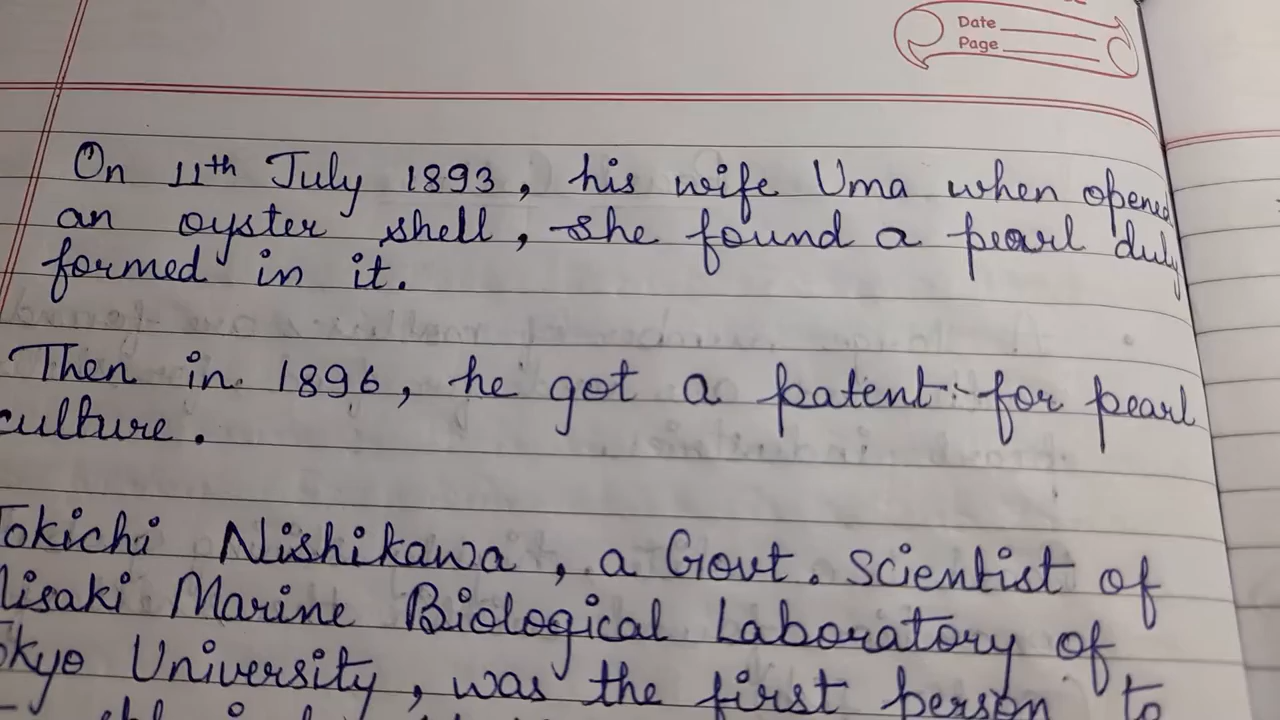 Date
Page
On 11th July 1893, his wife Uma when opened
an oyster shell, she found a pearl duly
formed in it.
Then in 1896, he got a patent for pearl
culture.
Tokichi Nishikawa, a Govt. Scientist of
Misaki Marine Biological Laboratory of
Tokyo University, was the first person to